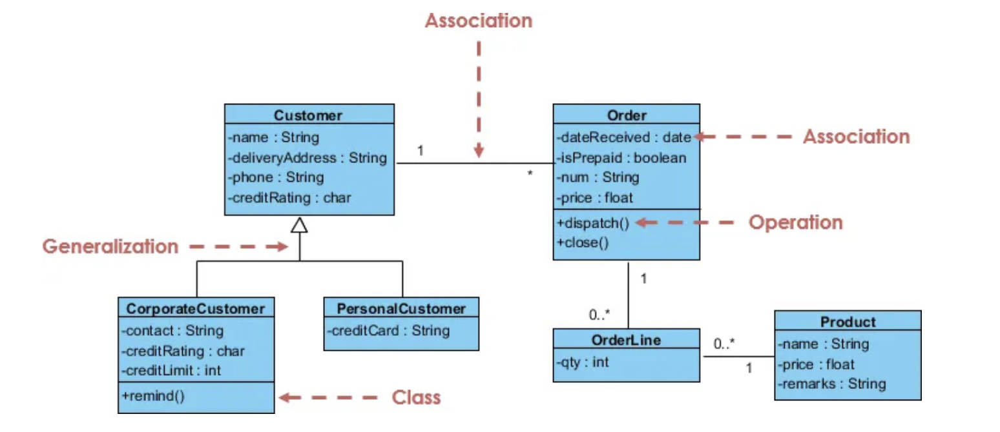 Association
Customer
-name : String
-deliveryAddress : String
-phone : String
-creditRating : char
1
*
Order
-dateReceived : date
-isPrepaid : boolean
-num : String
-price : float
+dispatch()
+close()
Association
Operation
Generalization
CorporateCustomer
-contact : String
-creditRating : char
-creditLimit : int
+remind()
Class
PersonalCustomer
-creditCard : String
1
0..*
OrderLine
-qty : int
0..*
1
Product
-name : String
-price : float
-remarks : String